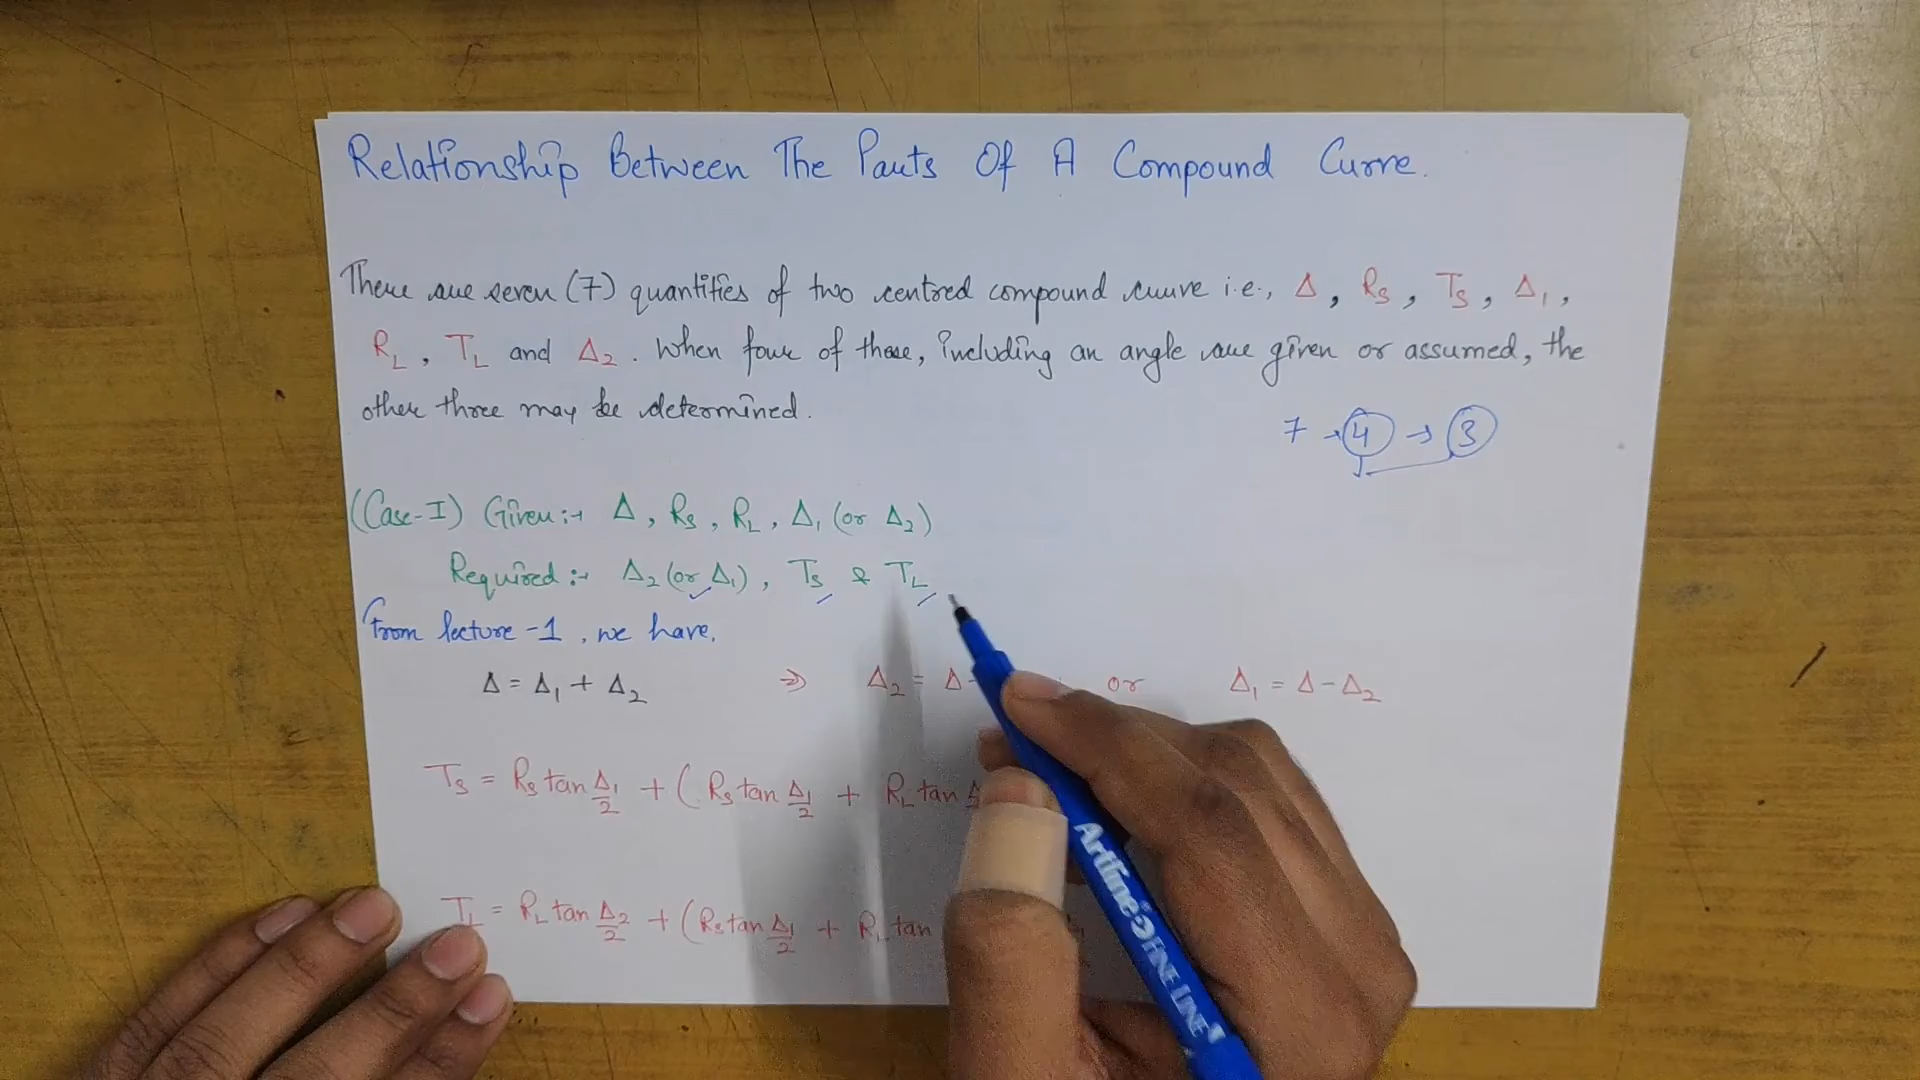 Relationship Between The Parts Of A Compound Curve.
There are seven (7) quantities of two centred compound curve i.e., Δ, Rs, Ts, Δ₁,
RL, TL and Δ₂. When four of these, including an angle are given or assumed, the
other three may be determined.
7 → 4 → 3
(Case-I) Given:→ Δ, Rs, RL, Δ₁ (or Δ₂)
Required:→ Δ₂ (or Δ₁), Ts & TL
From lecture-1, we have,
Δ = Δ₁ + Δ₂ ⇒ Δ₂ = Δ- or Δ₁ = Δ - Δ₂
Ts = Rs tan Δ₁/2 + (Rs tan Δ₁/2 + RL tan
TL = RL tan Δ₂/2 + (Rs tan Δ₁/2 + RL tan
Artline FINE LINE